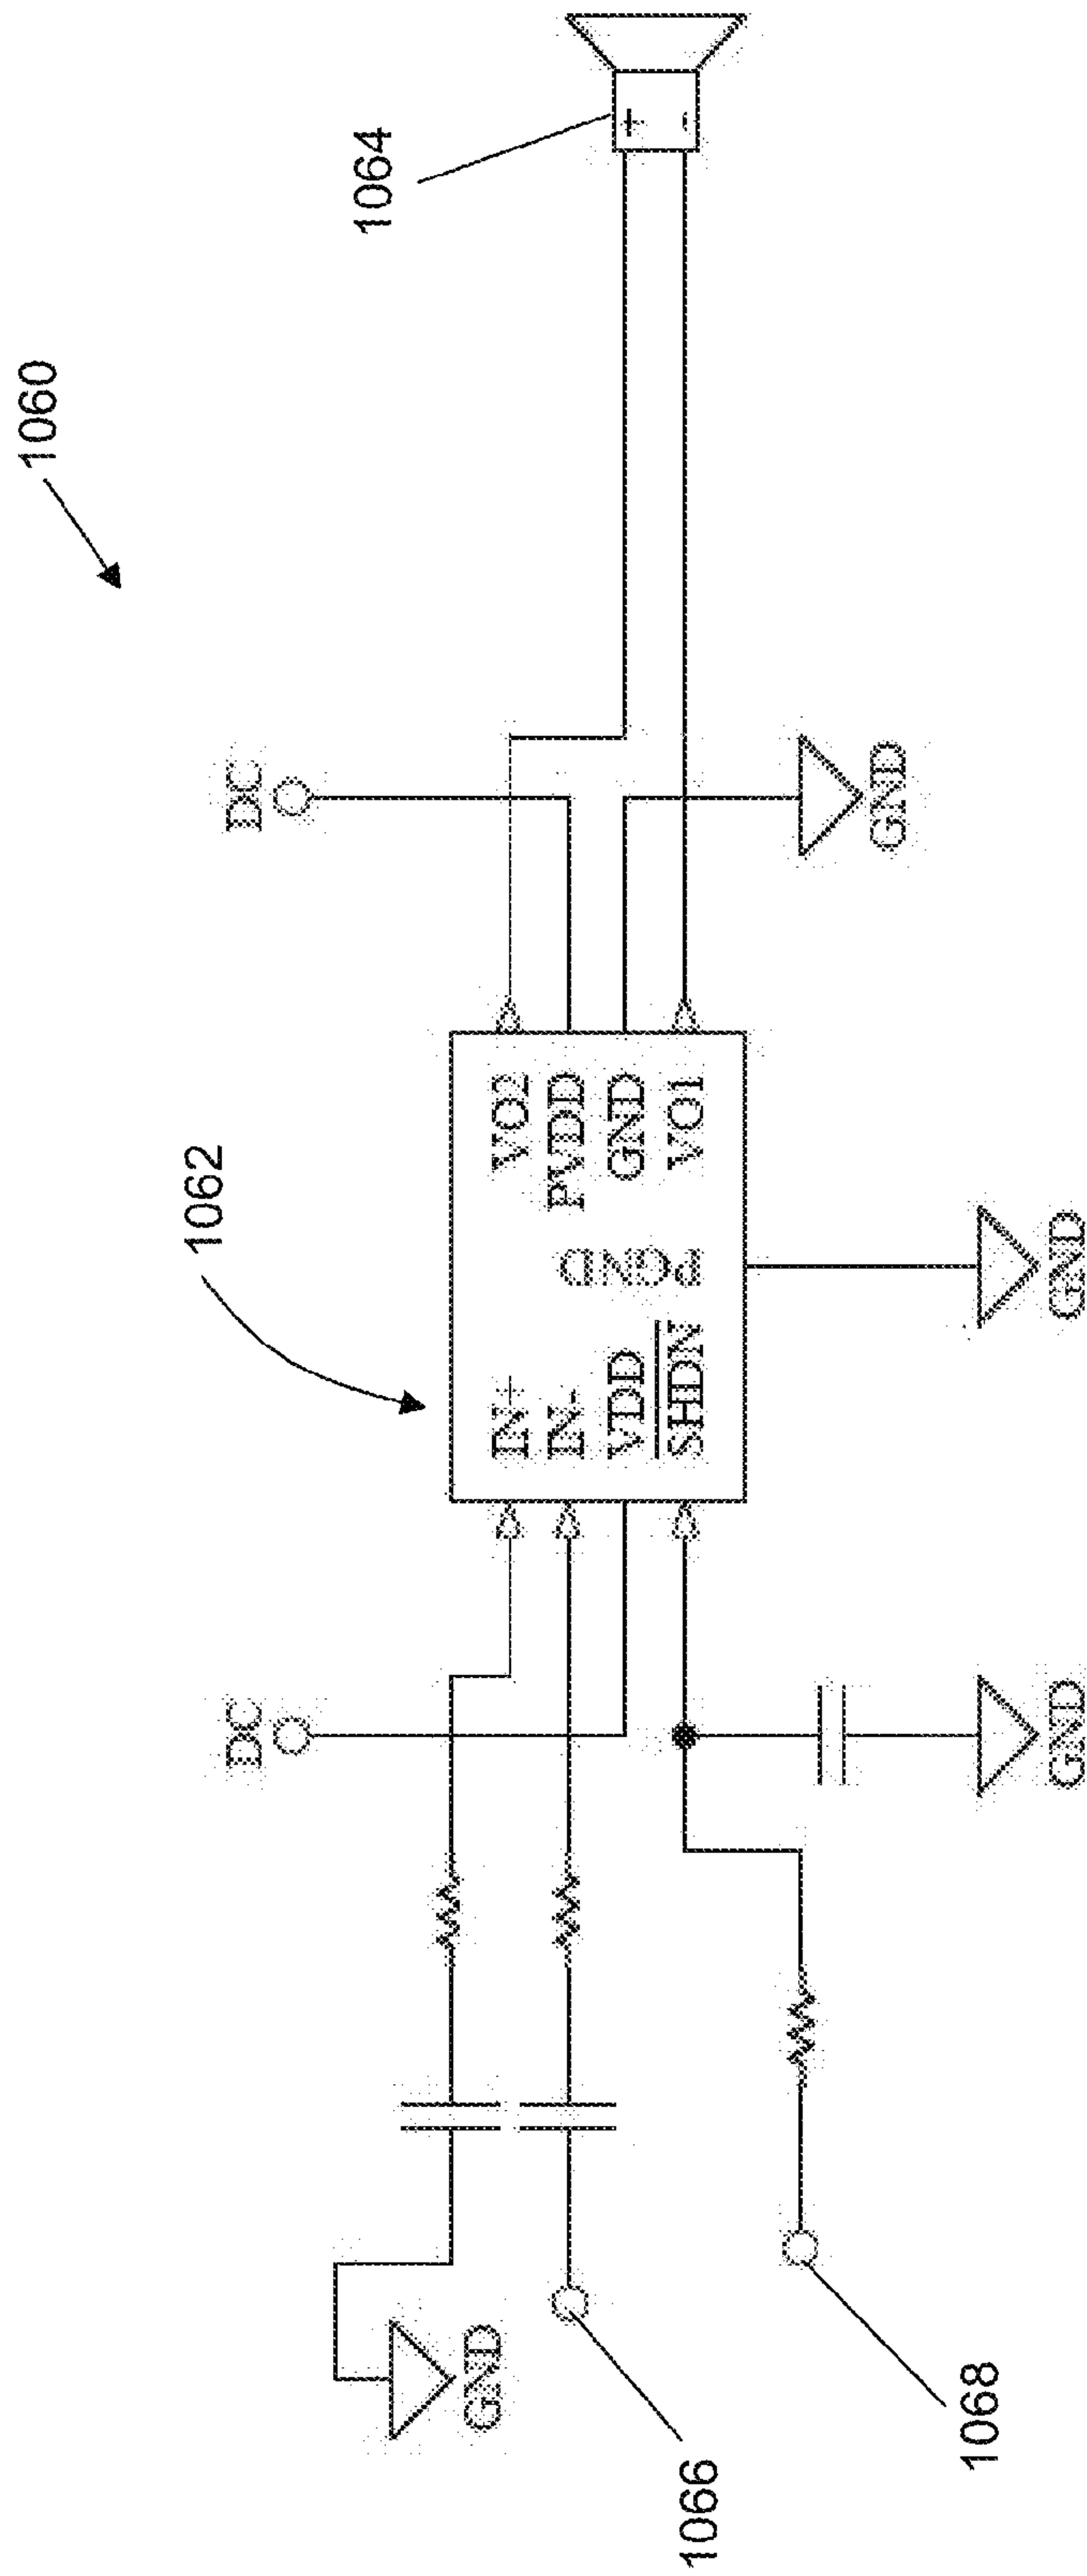 1060
1064
DC
DC
1062
IN+
IN-
VDD
SHDN
PGND
VO2
PVDD
GND
VO1
+
-
GND
GND
GND
GND
1066
1068